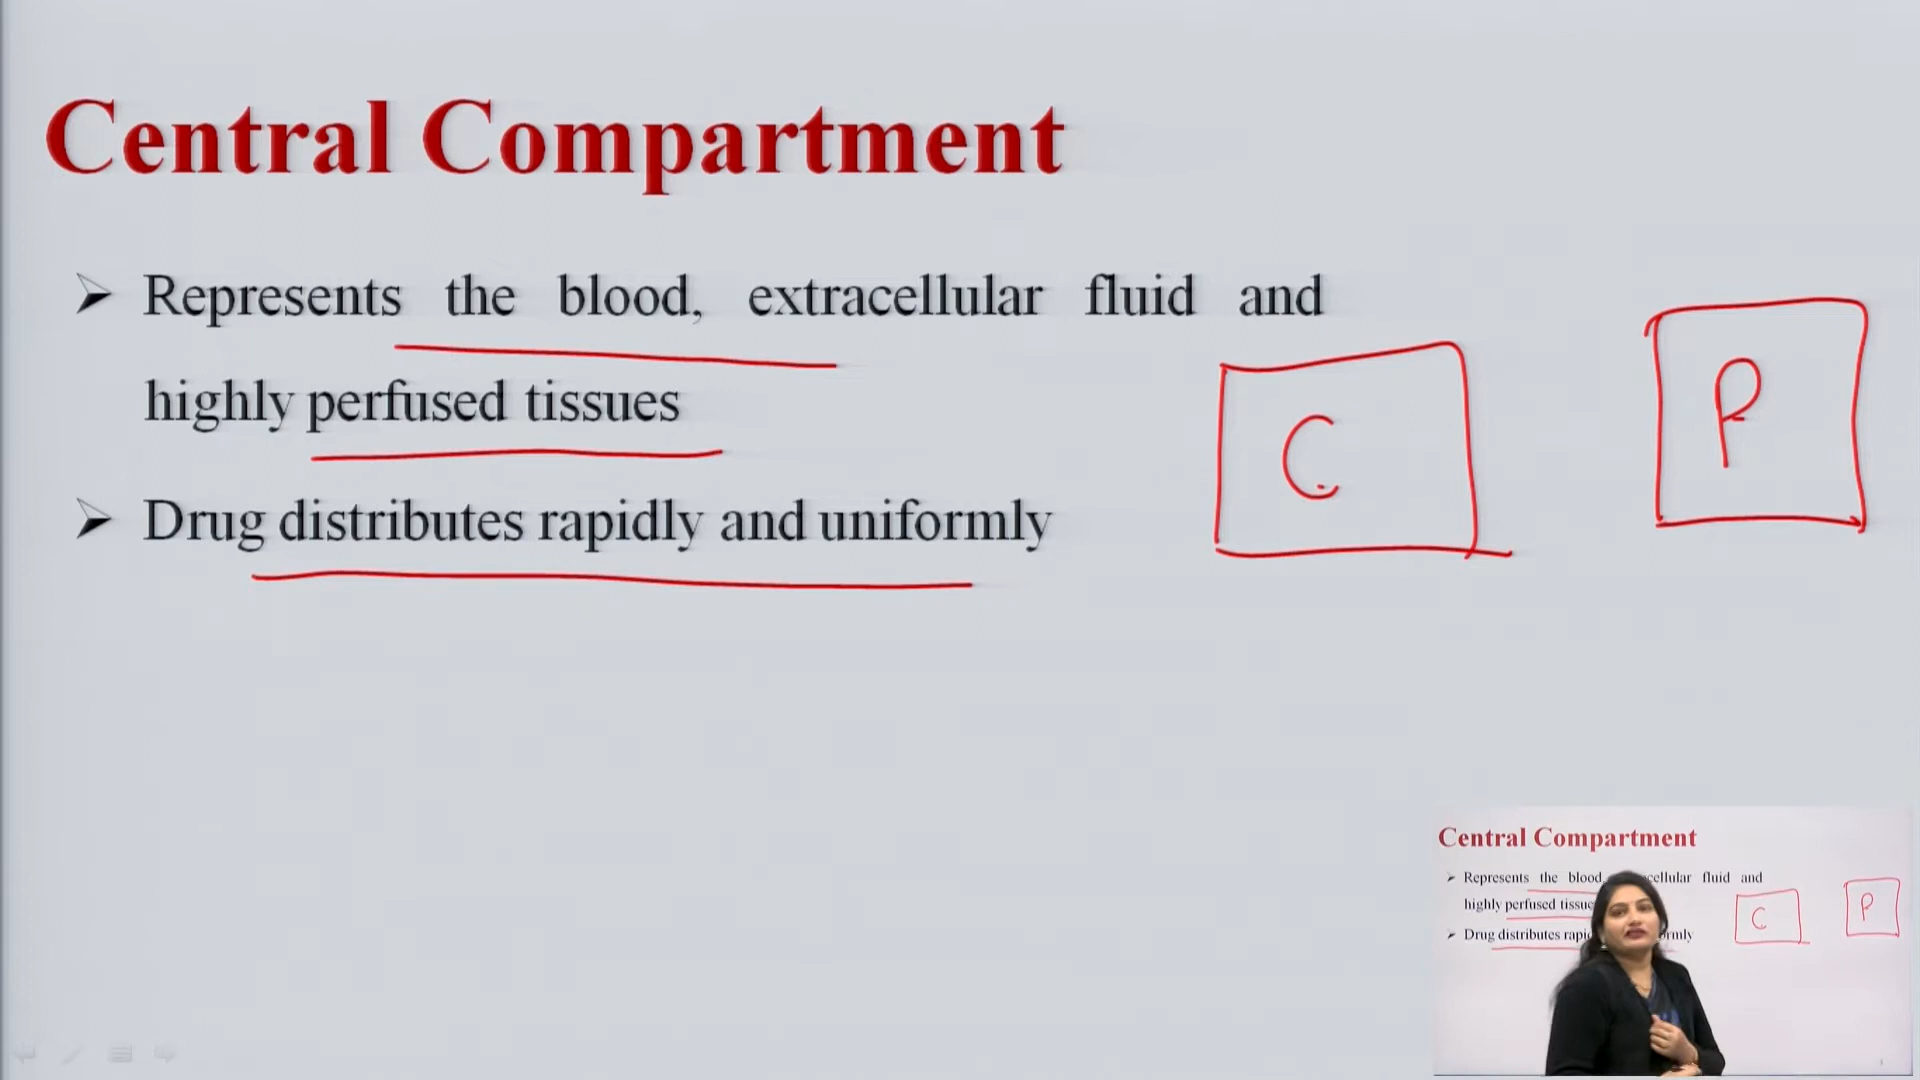 Central Compartment
➢ Represents the blood, extracellular fluid and
highly perfused tissues
➢ Drug distributes rapidly and uniformly
C
P
Central Compartment
➢ Represents the blood cellular fluid and
highly perfused tissue
➢ Drug distributes rapi ormly
C
P